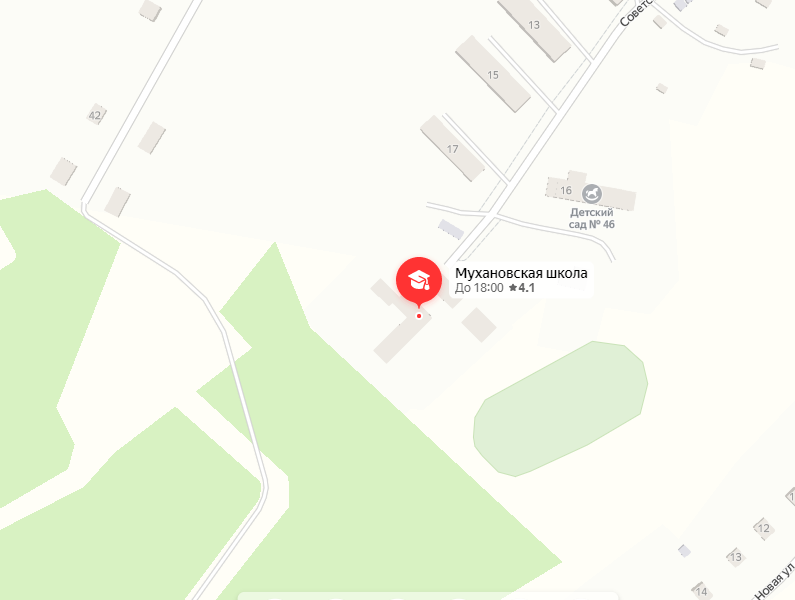 13
Советс
15
42
17
16
Детский
сад № 46
Мухановская школа
До 18:00 ★4.1
12
13
14
Новая ул